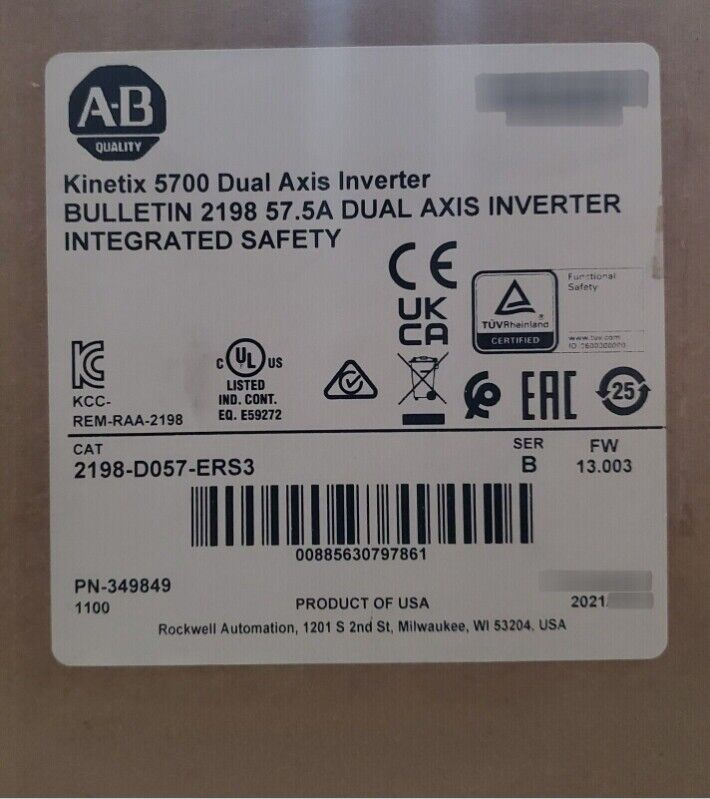 A-B
QUALITY
Kinetix 5700 Dual Axis Inverter
BULLETIN 2198 57.5A DUAL AXIS INVERTER
INTEGRATED SAFETY
CE
UK
CA
TÜVRheinland
CERTIFIED
Functional
Safety
www.tuv.com
KCC-
REM-RAA-2198
C UL US
LISTED
IND. CONT.
EQ. E59272
EAC
25
CAT
2198-D057-ERS3
SER
B
FW
13.003
00885630797861
PN-349849
1100
PRODUCT OF USA
2021
Rockwell Automation, 1201 S 2nd St, Milwaukee, WI 53204, USA